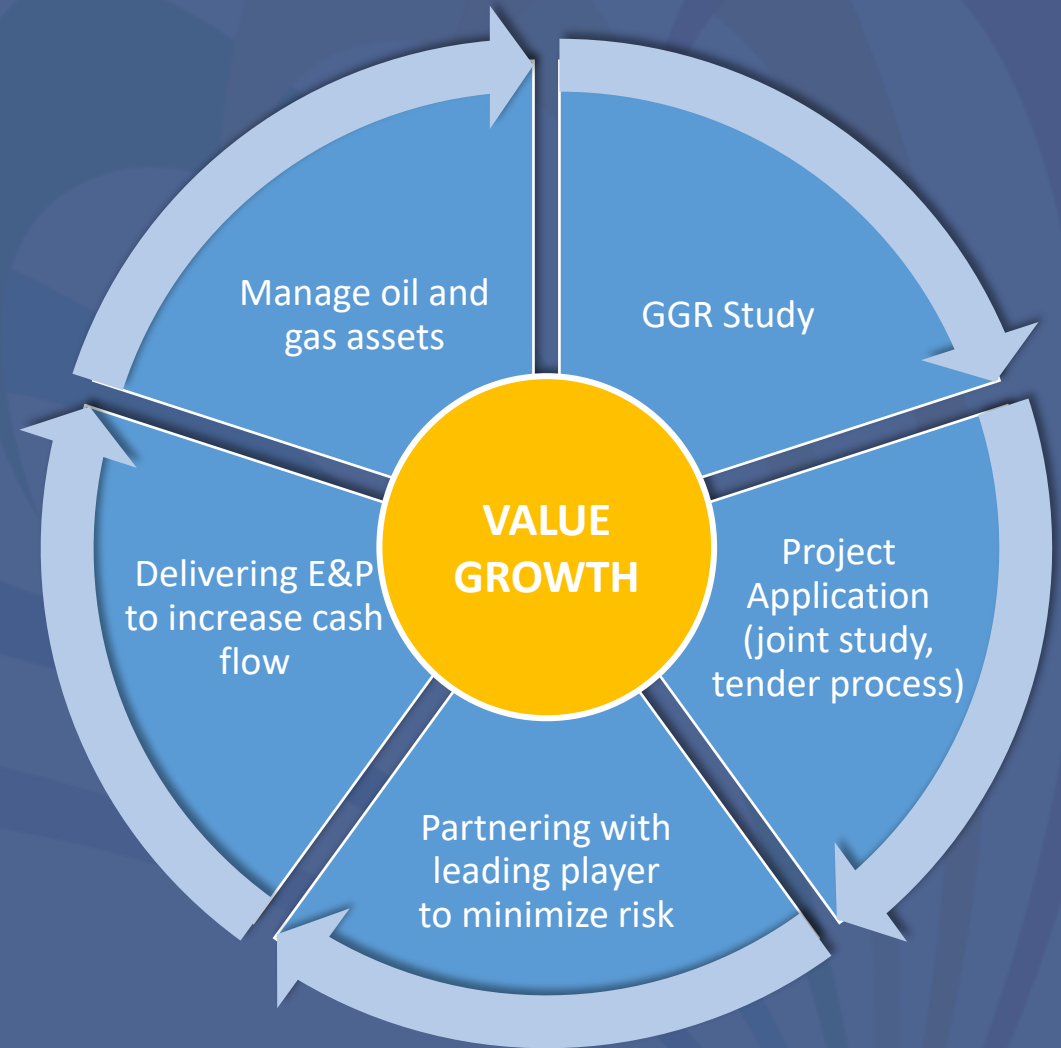 Manage oil and
gas assets
GGR Study
VALUE
GROWTH
Delivering E&P
to increase cash
flow
Project
Application
(joint study,
tender process)
Partnering with
leading player
to minimize risk